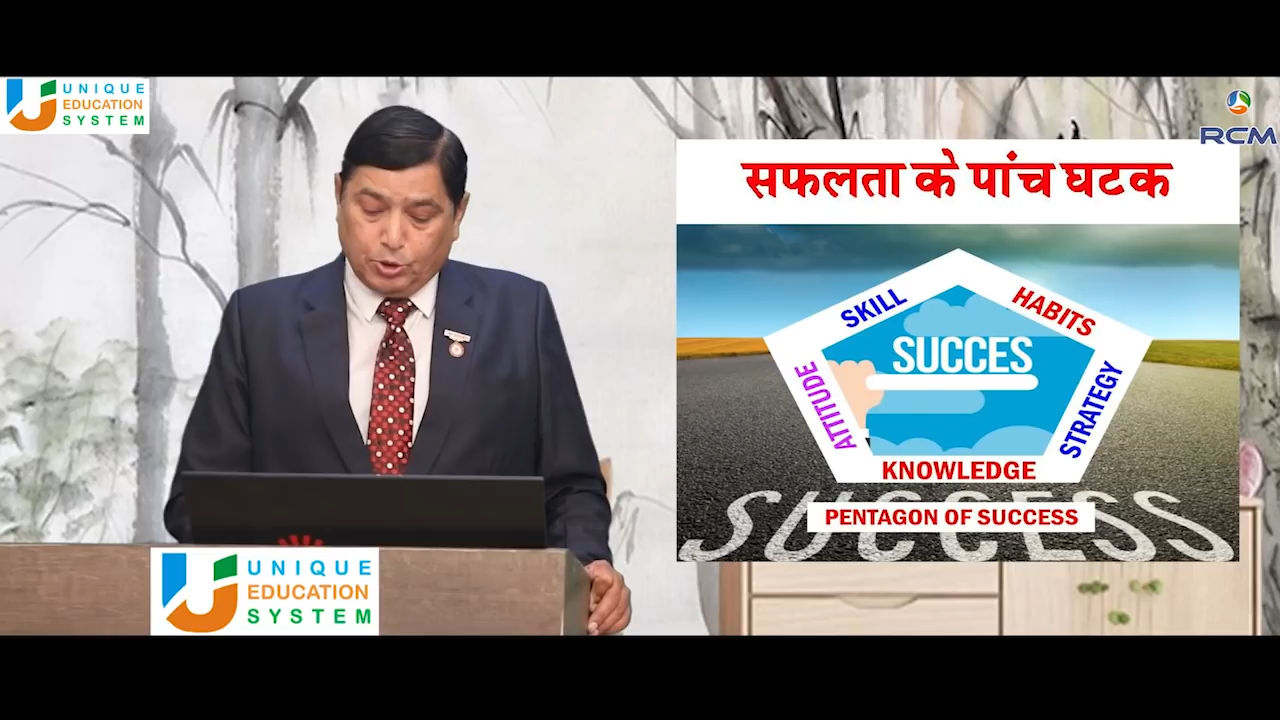 UNIQUE
EDUCATION
SYSTEM
RCM
सफलता के पांच घटक
SKILL
HABITS
SUCCES
ATTITUDE
STRATEGY
KNOWLEDGE
PENTAGON OF SUCCESS
SUCCESS
UNIQUE
EDUCATION
SYSTEM